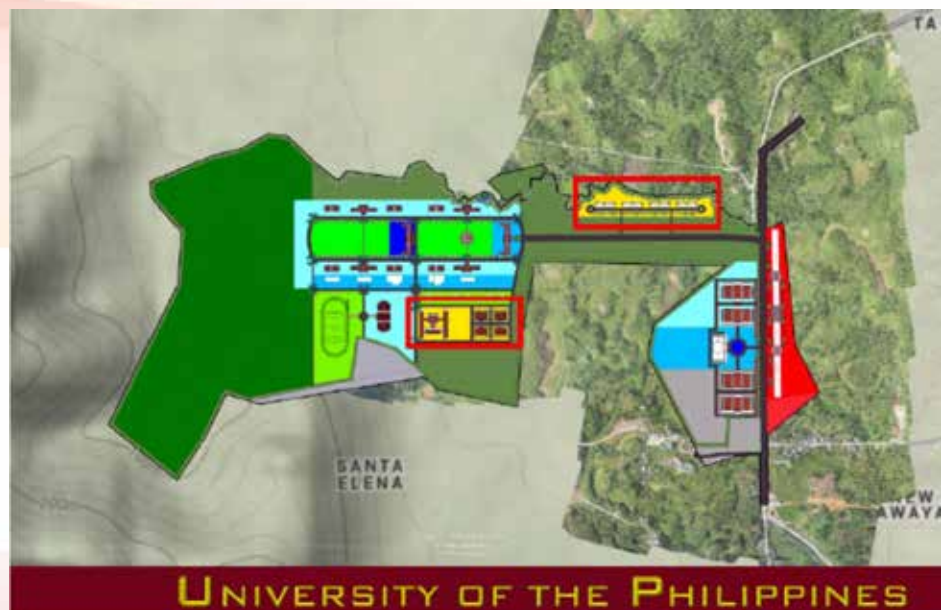 TA
SANTA
ELENA
NEW
AWAYA
UNIVERSITY OF THE PHILIPPINES